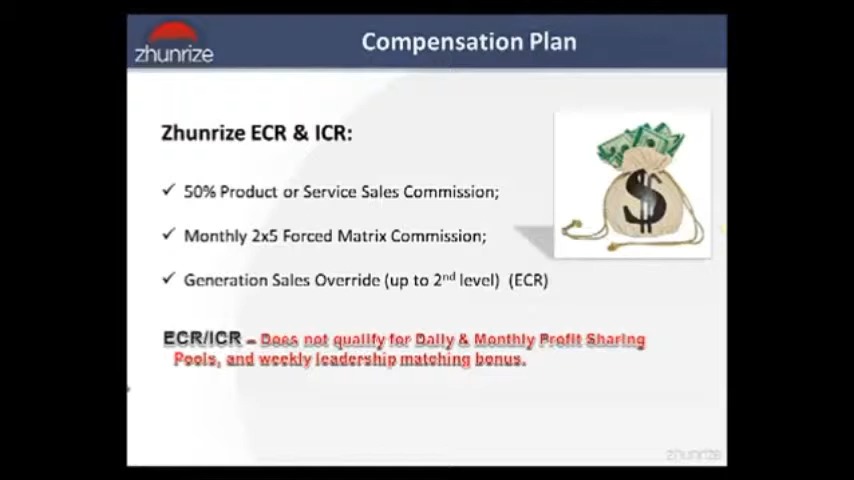 zhunrize
Compensation Plan
Zhunrize ECR & ICR:
✓ 50% Product or Service Sales Commission;
✓ Monthly 2x5 Forced Matrix Commission;
✓ Generation Sales Override (up to 2nd level) (ECR)
ECR/ICR – Does not qualify for Daily & Monthly Profit Sharing
Pools, and weekly leadership matching bonus.
$
zhunrize